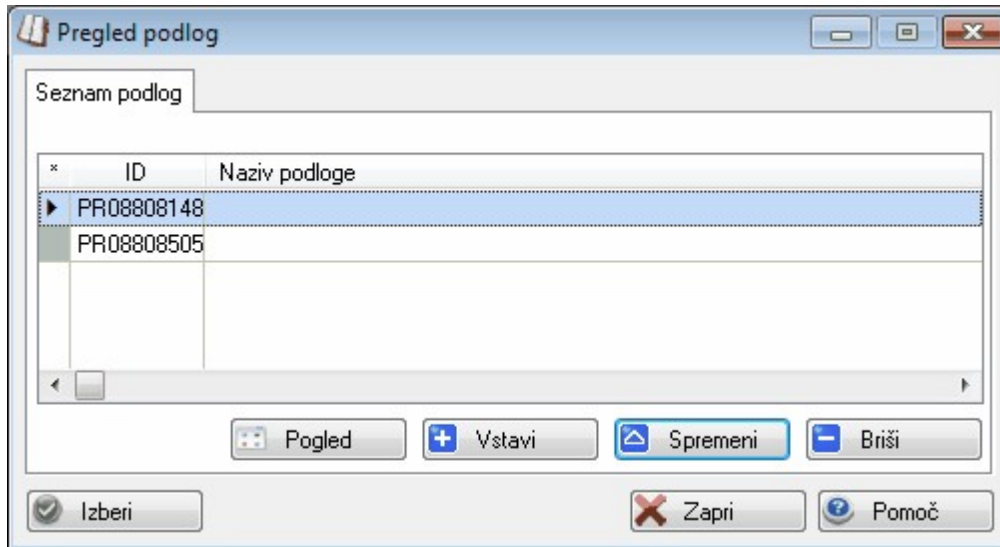 Pregled podlog
Seznam podlog
* ID Naziv podloge
PR08808148
PR08808505
Pogled Vstavi Spremeni Briši
Izberi Zapri Pomoč